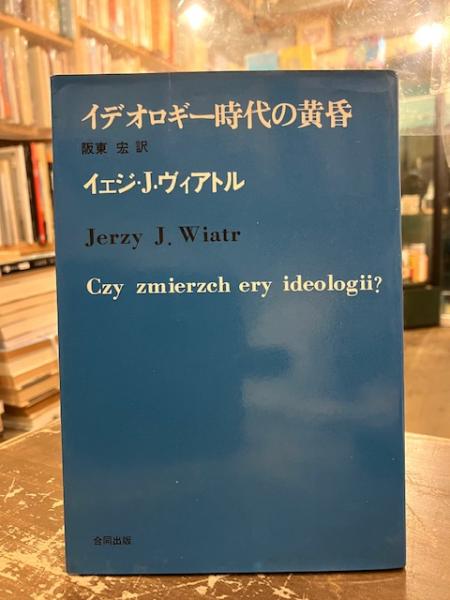 イデオロギー時代の黄昏
阪東 宏 訳
イェジ・J.ヴィアトル
Jerzy J. Wiatr
Czy zmierzch ery ideologii?
合同出版